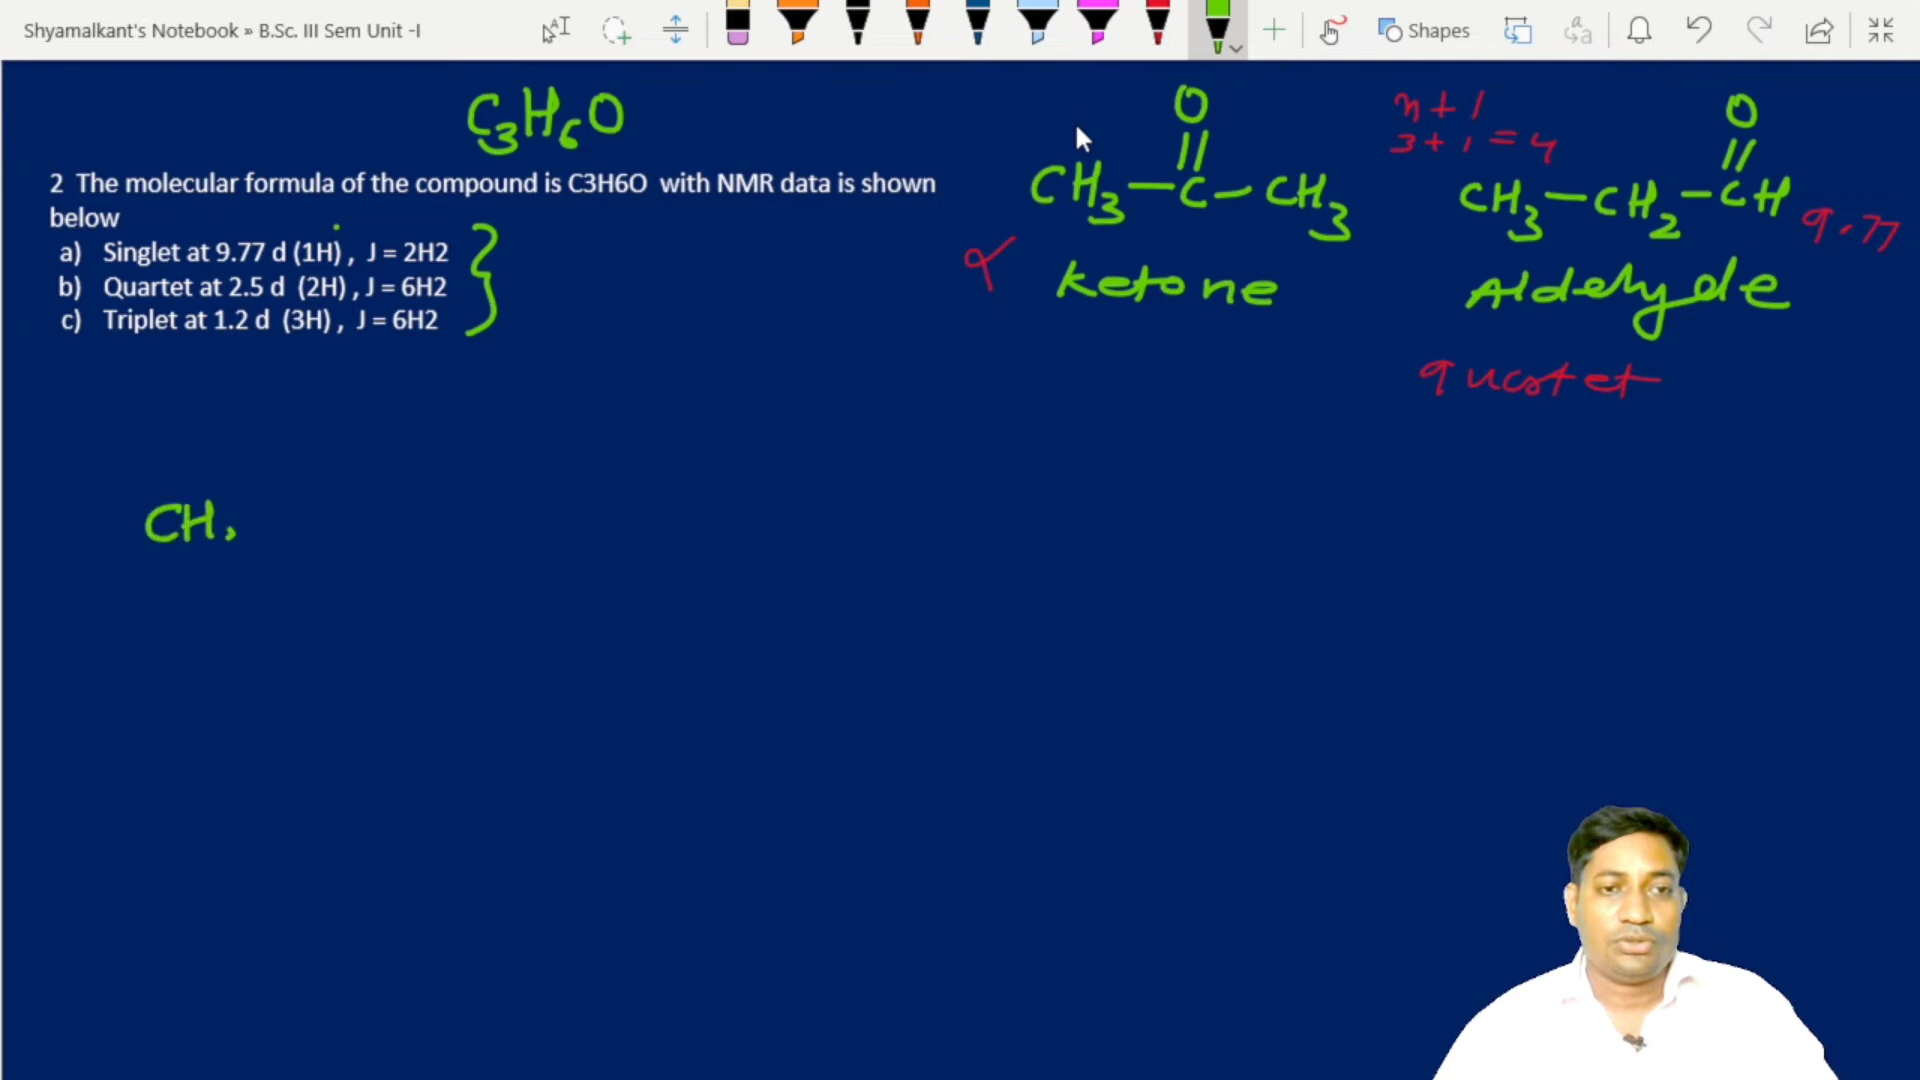 Shyamalkant's Notebook » B.Sc. III Sem Unit -I
Shapes
C3H6O
2 The molecular formula of the compound is C3H6O with NMR data is shown
below
a) Singlet at 9.77 d (1H) , J = 2H2
b) Quartet at 2.5 d (2H) , J = 6H2
c) Triplet at 1.2 d (3H) , J = 6H2
O
CH3—C—CH3
Ketone
n+1
3+1=4
O
CH3—CH2—CH
9.77
Aldehyde
quartet
CH